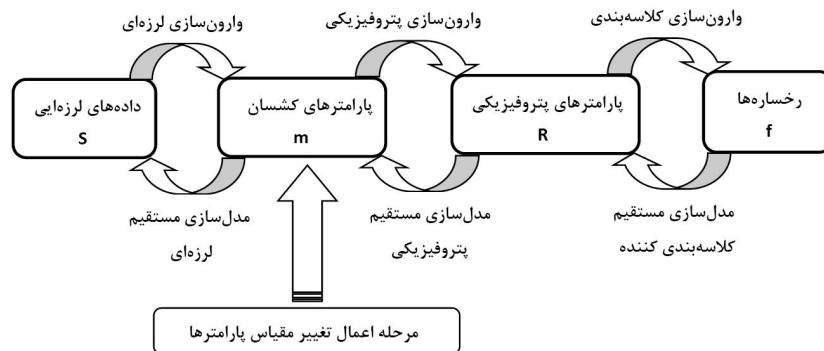 وارون‌سازی لرزه‌ای
وارون‌سازی پتروفیزیکی
وارون‌سازی کلاسه‌بندی
داده‌های لرزه‌ایی
S
پارامترهای کشسان
m
پارامترهای پتروفیزیکی
R
رخساره‌ها
f
مدل‌سازی مستقیم
لرزه‌ای
مدل‌سازی مستقیم
پتروفیزیکی
مدل‌سازی مستقیم
کلاسه‌بندی کننده
مرحله اعمال تغییر مقیاس پارامترها